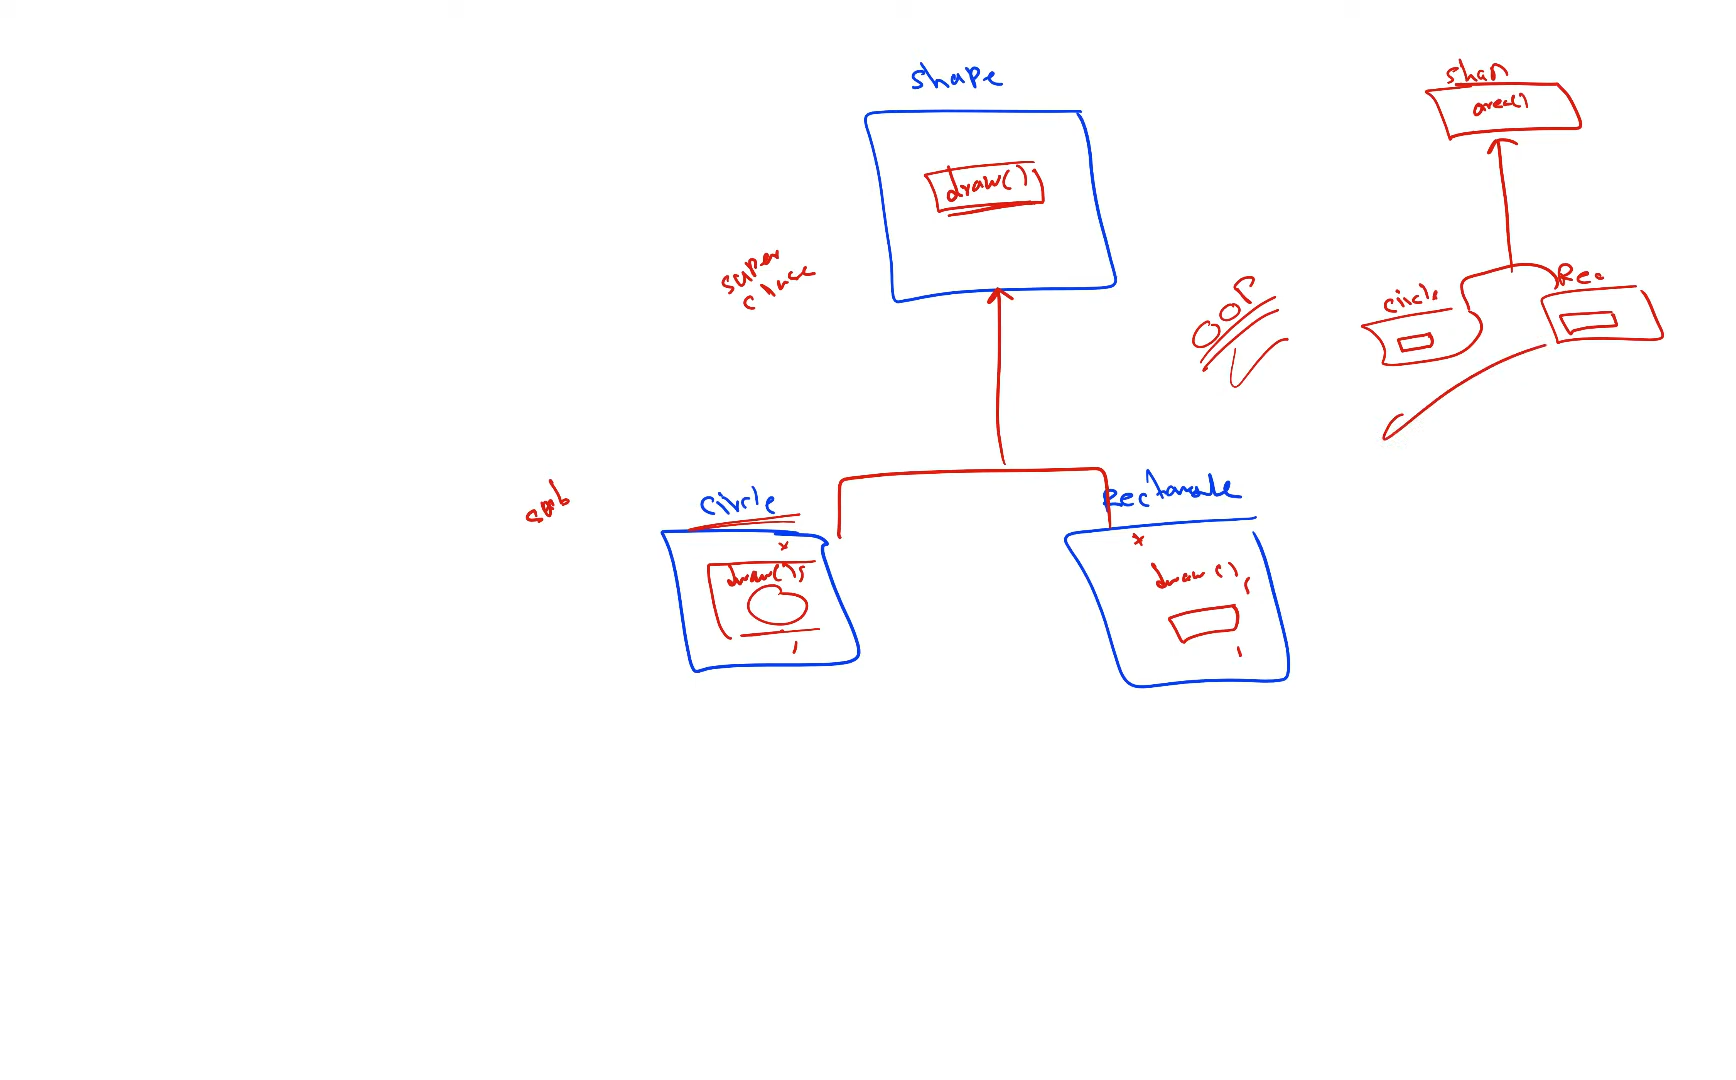 shape
draw()
super
class
OOP
shap
area()
circle
Rec
sub
circle
draw();
Rectangle
draw();